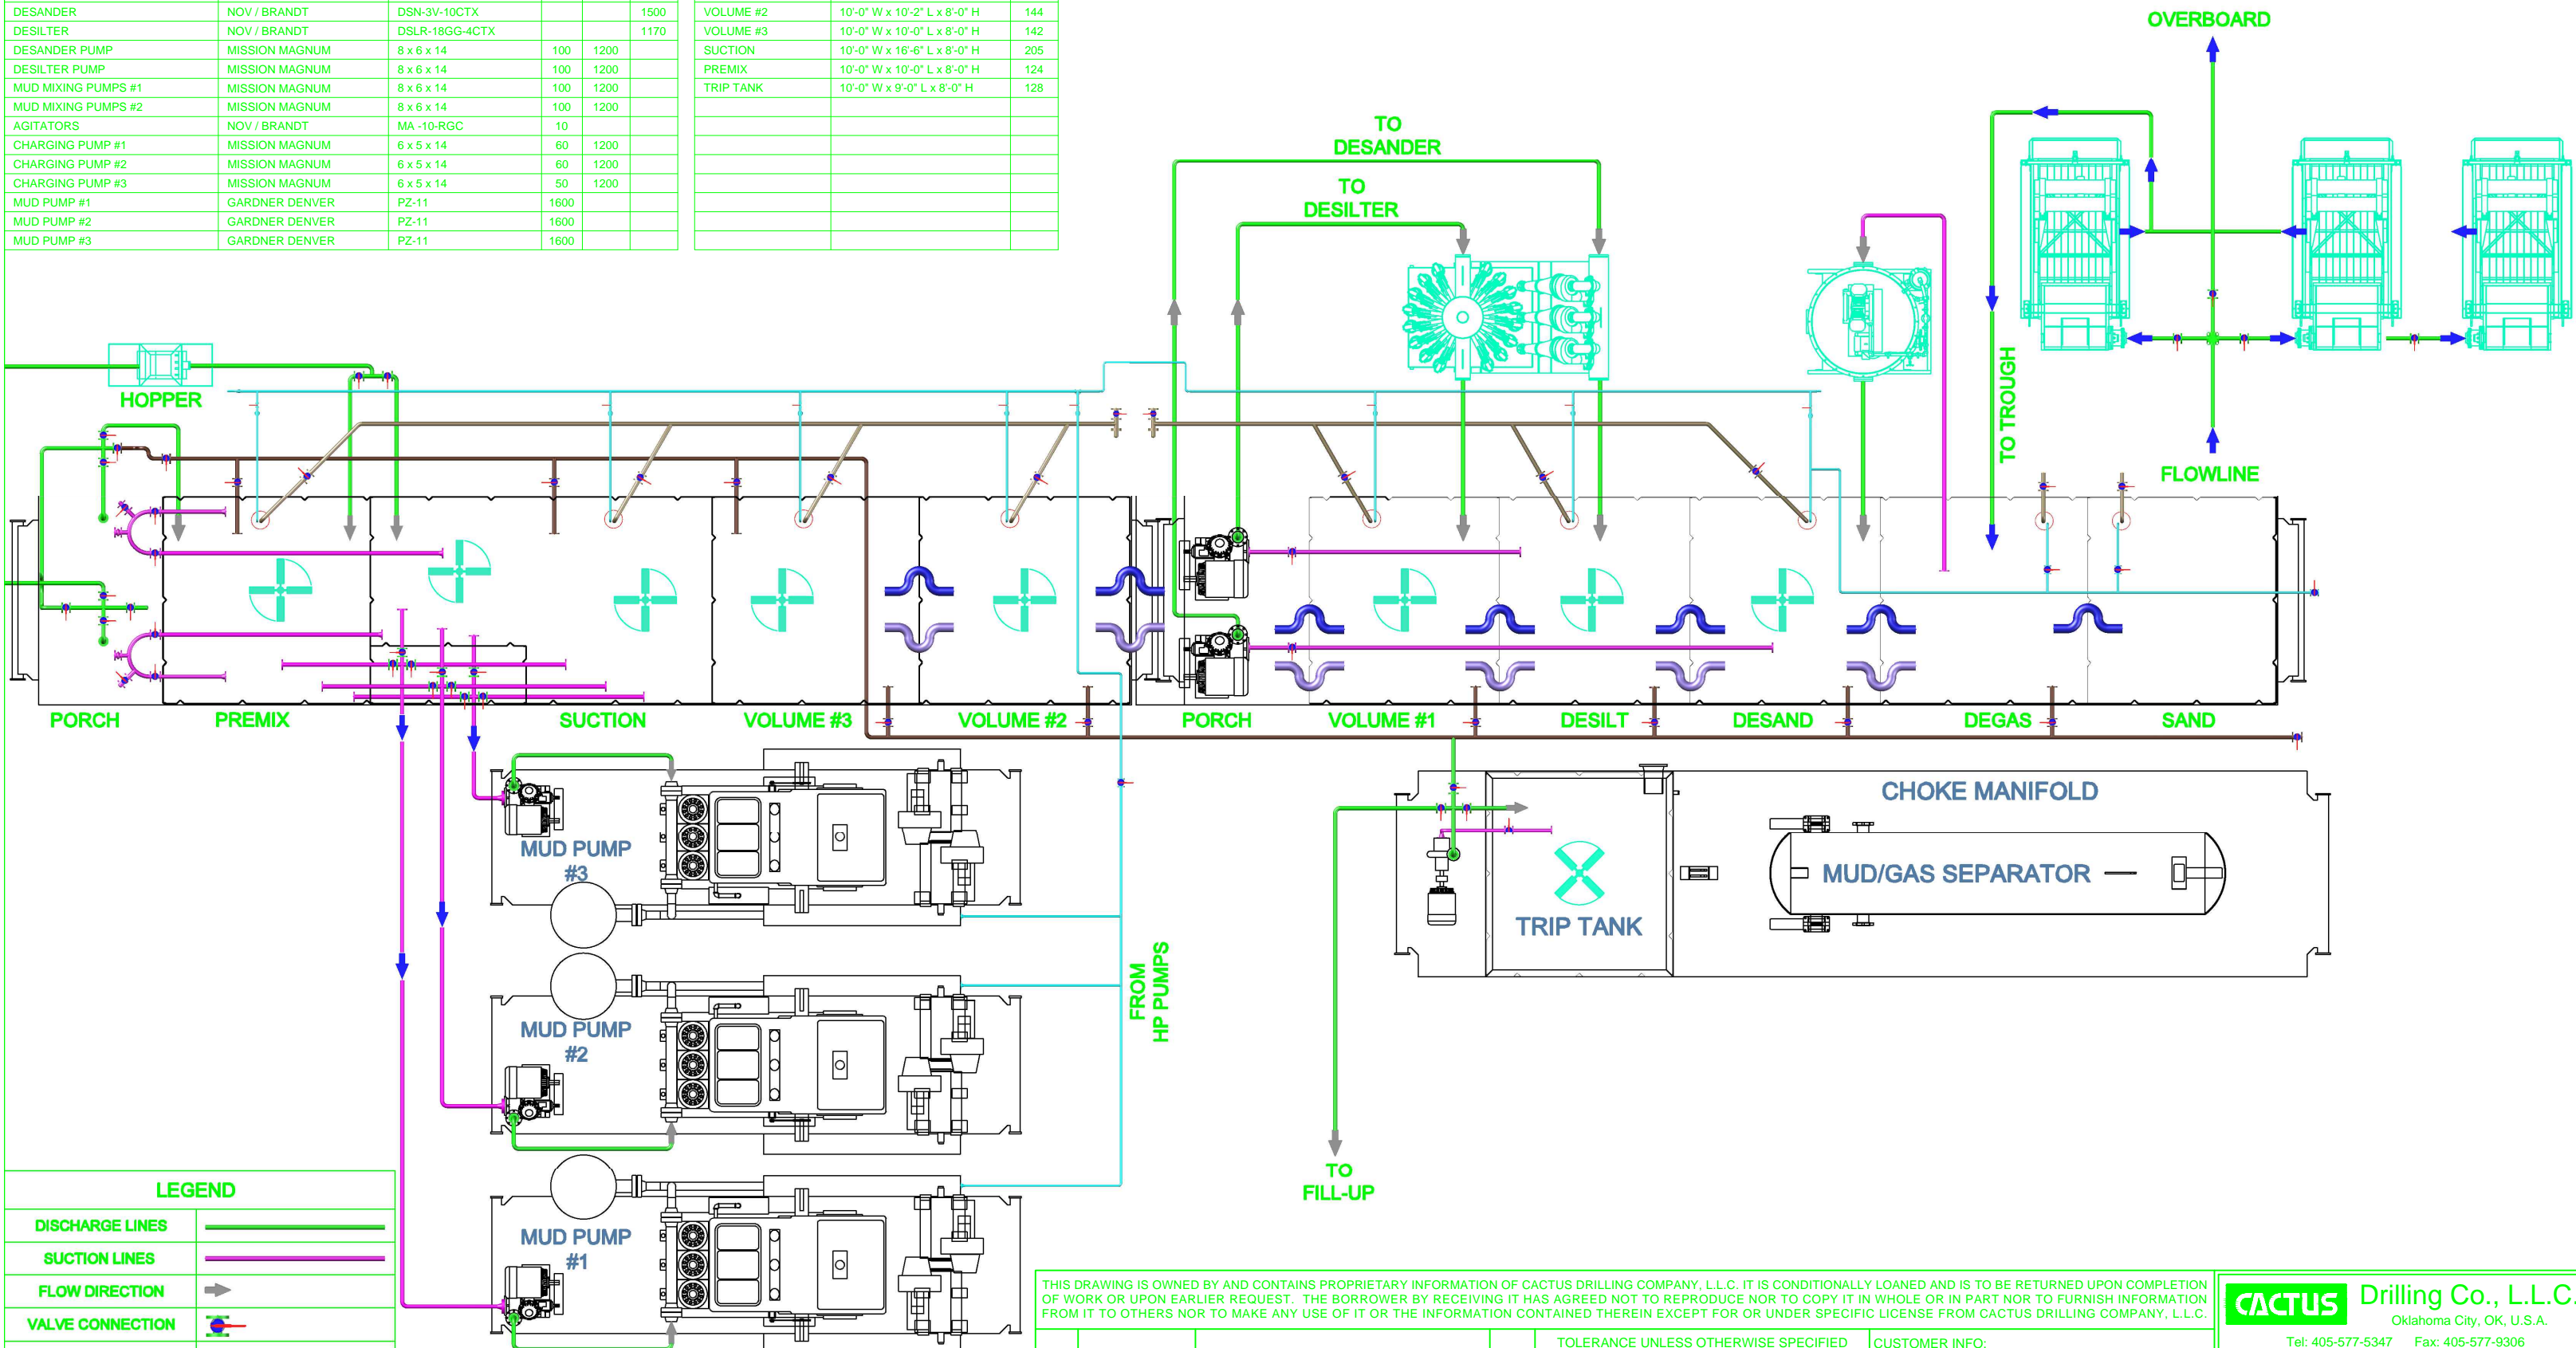 DESANDER NOV / BRANDT DSN-3V-10CTX 1500
DESILTER NOV / BRANDT DSLR-18GG-4CTX 1170
DESANDER PUMP MISSION MAGNUM 8 x 6 x 14 100 1200
DESILTER PUMP MISSION MAGNUM 8 x 6 x 14 100 1200
MUD MIXING PUMPS #1 MISSION MAGNUM 8 x 6 x 14 100 1200
MUD MIXING PUMPS #2 MISSION MAGNUM 8 x 6 x 14 100 1200
AGITATORS NOV / BRANDT MA -10-RGC 10
CHARGING PUMP #1 MISSION MAGNUM 6 x 5 x 14 60 1200
CHARGING PUMP #2 MISSION MAGNUM 6 x 5 x 14 60 1200
CHARGING PUMP #3 MISSION MAGNUM 6 x 5 x 14 50 1200
MUD PUMP #1 GARDNER DENVER PZ-11 1600
MUD PUMP #2 GARDNER DENVER PZ-11 1600
MUD PUMP #3 GARDNER DENVER PZ-11 1600
VOLUME #2 10'-0" W x 10'-2" L x 8'-0" H 144
VOLUME #3 10'-0" W x 10'-0" L x 8'-0" H 142
SUCTION 10'-0" W x 16'-6" L x 8'-0" H 205
PREMIX 10'-0" W x 10'-0" L x 8'-0" H 124
TRIP TANK 10'-0" W x 9'-0" L x 8'-0" H 128
OVERBOARD
TO
DESANDER
TO
DESILTER
TO TROUGH
FLOWLINE
HOPPER
PORCH
PREMIX
SUCTION
VOLUME #3
VOLUME #2
PORCH
VOLUME #1
DESILT
DESAND
DEGAS
SAND
MUD PUMP
#3
MUD PUMP
#2
MUD PUMP
#1
FROM
HP PUMPS
CHOKE MANIFOLD
MUD/GAS SEPARATOR
TRIP TANK
TO
FILL-UP
LEGEND
DISCHARGE LINES
SUCTION LINES
FLOW DIRECTION
VALVE CONNECTION
THIS DRAWING IS OWNED BY AND CONTAINS PROPRIETARY INFORMATION OF CACTUS DRILLING COMPANY, L.L.C. IT IS CONDITIONALLY LOANED AND IS TO BE RETURNED UPON COMPLETION
OF WORK OR UPON EARLIER REQUEST. THE BORROWER BY RECEIVING IT HAS AGREED NOT TO REPRODUCE NOR TO COPY IT IN WHOLE OR IN PART NOR TO FURNISH INFORMATION
FROM IT TO OTHERS NOR TO MAKE ANY USE OF IT OR THE INFORMATION CONTAINED THEREIN EXCEPT FOR OR UNDER SPECIFIC LICENSE FROM CACTUS DRILLING COMPANY, L.L.C.
TOLERANCE UNLESS OTHERWISE SPECIFIED
CUSTOMER INFO:
CACTUS Drilling Co., L.L.C.
Oklahoma City, OK, U.S.A.
Tel: 405-577-5347 Fax: 405-577-9306